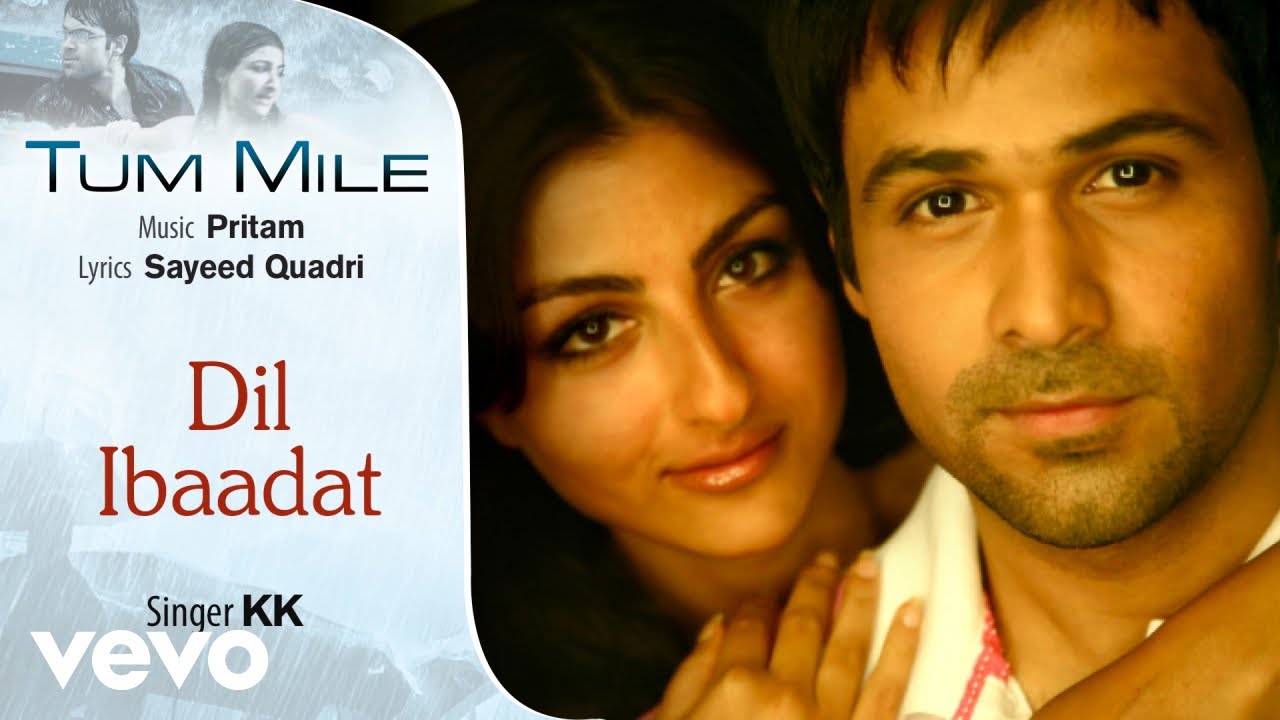 TUM MILE
Music Pritam
Lyrics Sayeed Quadri
Dil
Ibaadat
Singer KK
vevo